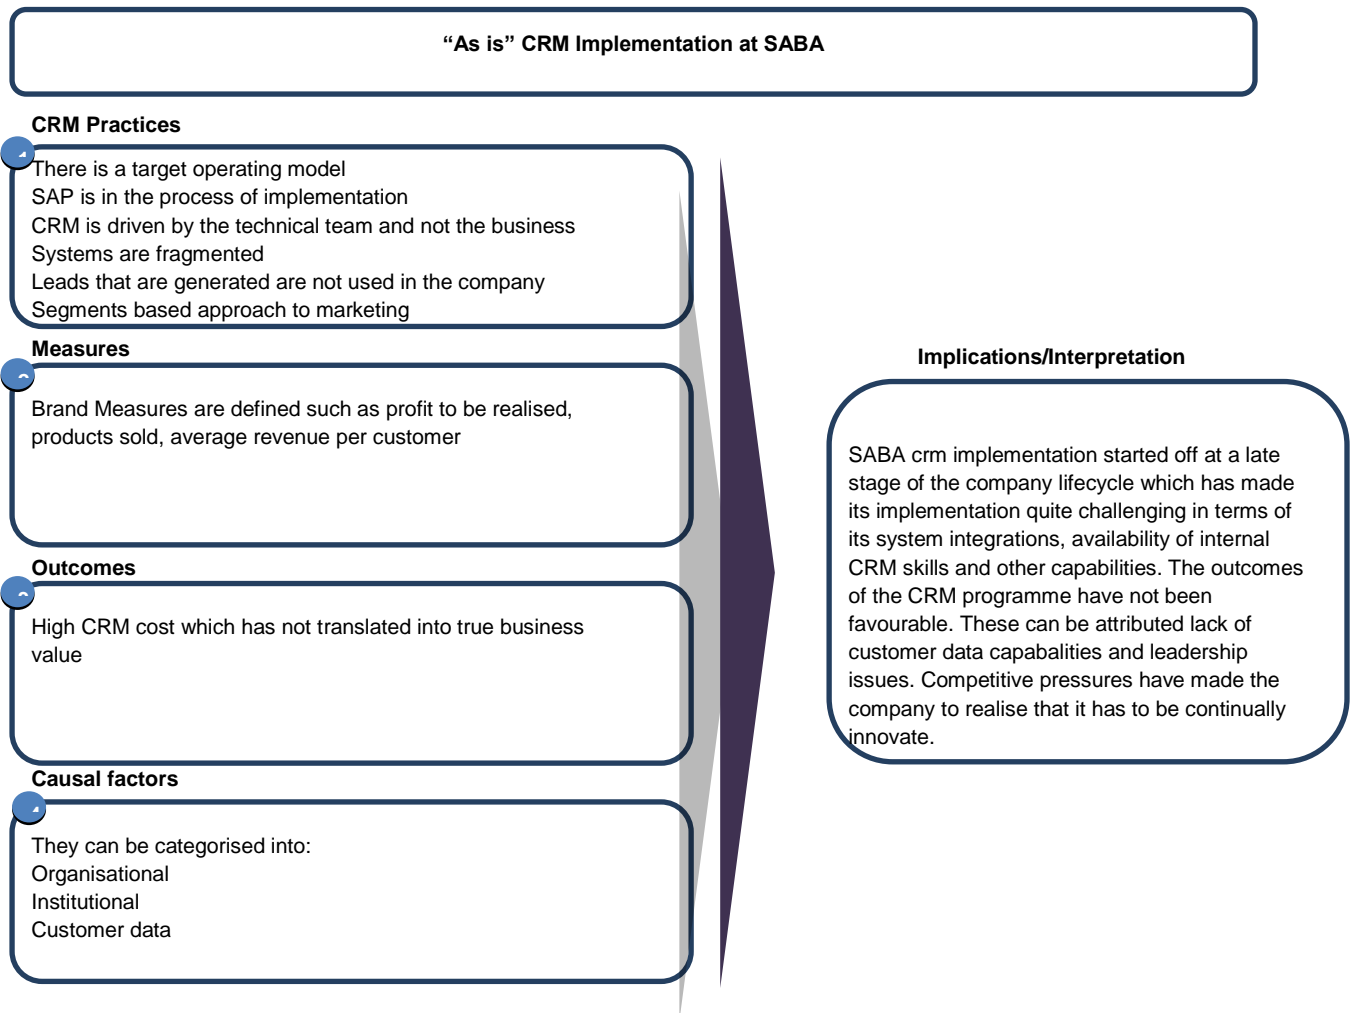 “As is” CRM Implementation at SABA
CRM Practices
There is a target operating model
SAP is in the process of implementation
CRM is driven by the technical team and not the business
Systems are fragmented
Leads that are generated are not used in the company
Segments based approach to marketing
Measures
Brand Measures are defined such as profit to be realised,
products sold, average revenue per customer
Outcomes
High CRM cost which has not translated into true business
value
Causal factors
They can be categorised into:
Organisational
Institutional
Customer data
Implications/Interpretation
SABA crm implementation started off at a late
stage of the company lifecycle which has made
its implementation quite challenging in terms of
its system integrations, availability of internal
CRM skills and other capabilities. The outcomes
of the CRM programme have not been
favourable. These can be attributed lack of
customer data capabalities and leadership
issues. Competitive pressures have made the
company to realise that it has to be continually
innovate.